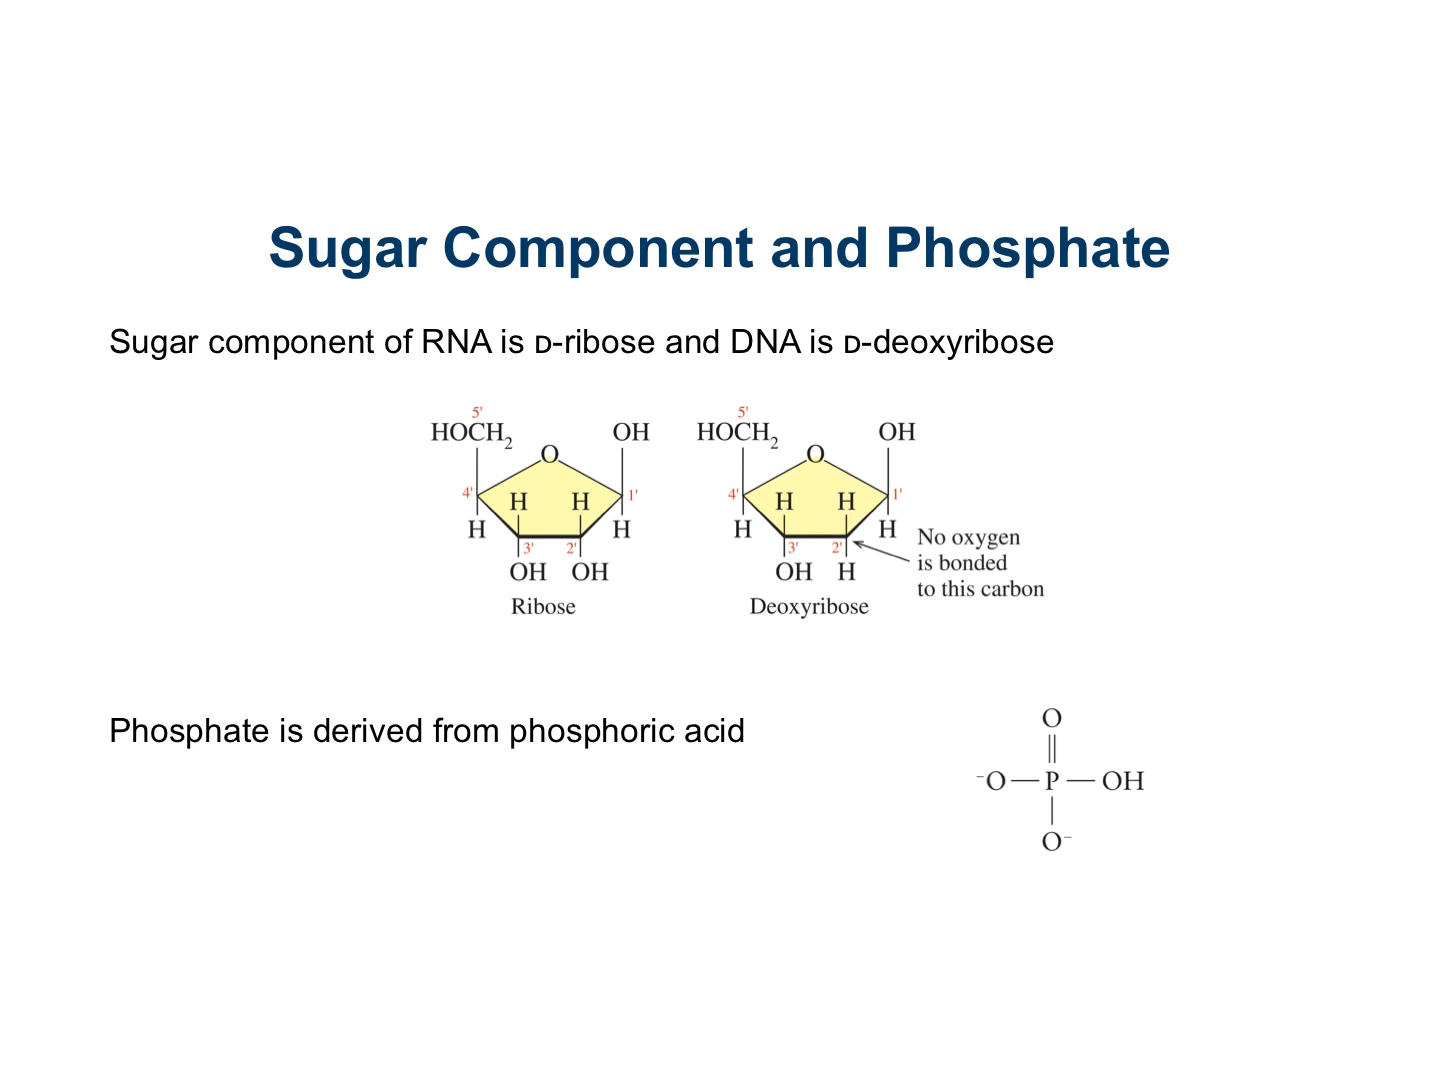 Sugar Component and Phosphate
Sugar component of RNA is ᴅ-ribose and DNA is ᴅ-deoxyribose
5'
HOCH₂
O
OH
4'
H
H
1'
H
H
3'
2'
OH
OH
Ribose
5'
HOCH₂
O
OH
4'
H
H
1'
H
H
3'
2'
OH
H
Deoxyribose
No oxygen
is bonded
to this carbon
Phosphate is derived from phosphoric acid
O
⁻O—P—OH
O⁻